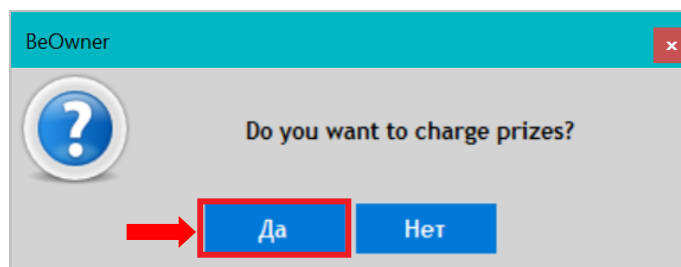 BeOwner
x
Do you want to charge prizes?
Да Нет